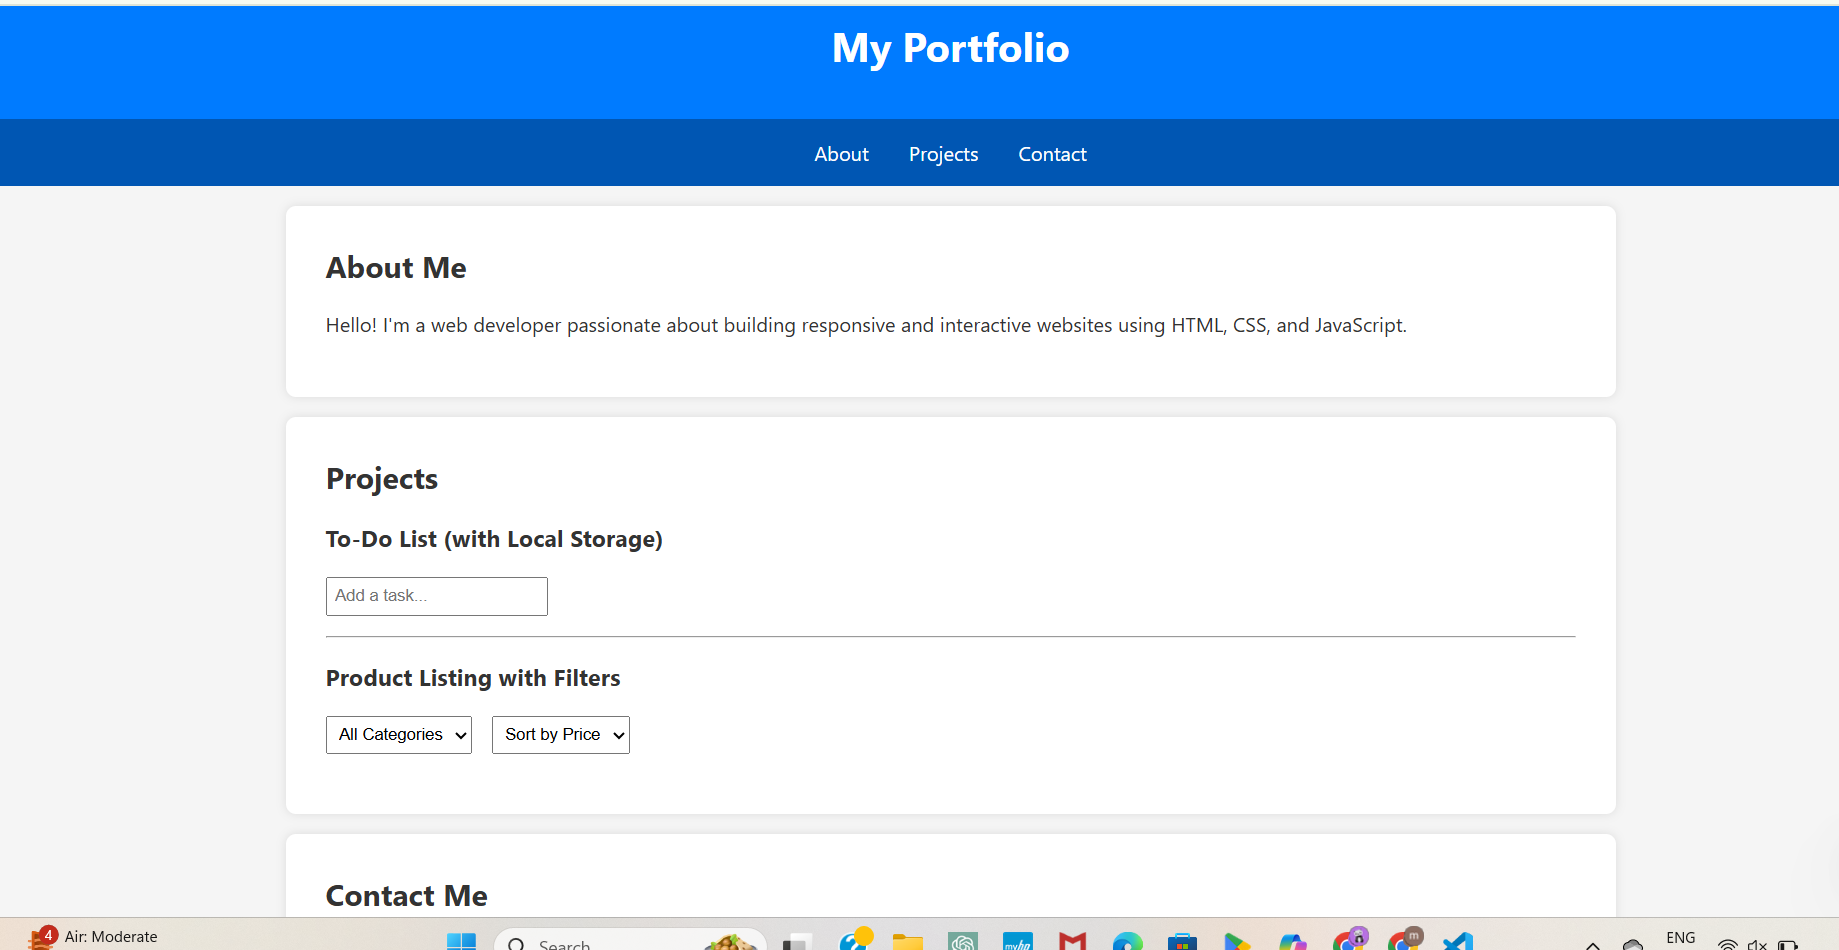 My Portfolio
About Projects Contact
About Me
Hello! I'm a web developer passionate about building responsive and interactive websites using HTML, CSS, and JavaScript.
Projects
To-Do List (with Local Storage)
Add a task...
Product Listing with Filters
All Categories Sort by Price
Contact Me
4 Air: Moderate Search myhp n m ENG